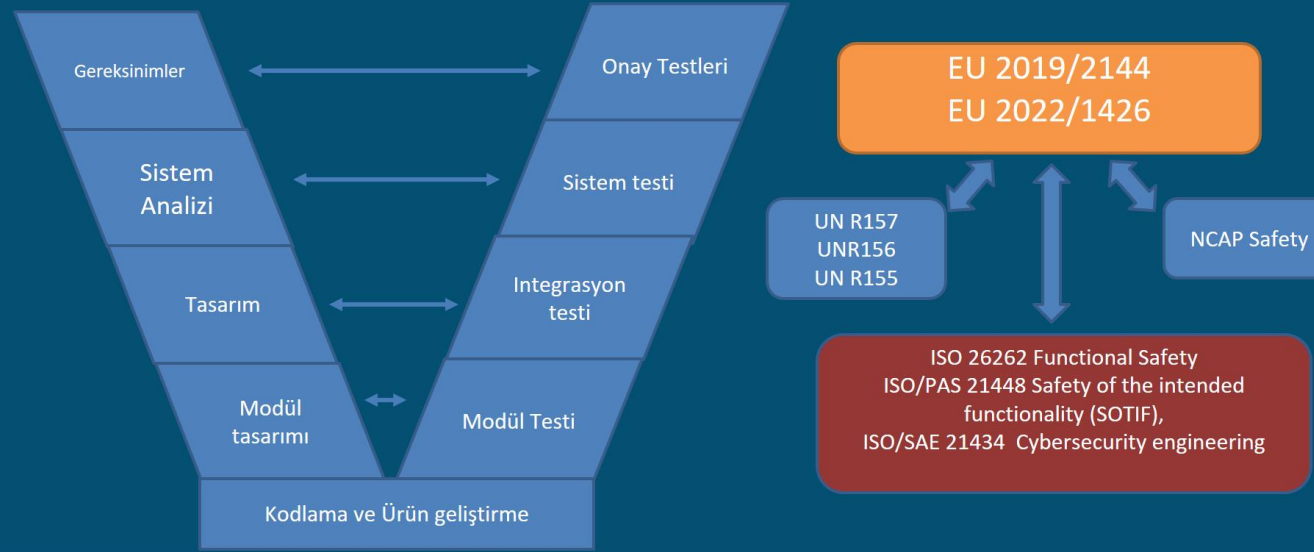 Gereksinimler
Sistem
Analizi
Tasarım
Modül
tasarımı
Kodlama ve Ürün geliştirme
Onay Testleri
Sistem testi
Integrasyon
testi
Modül Testi
EU 2019/2144
EU 2022/1426
UN R157
UNR156
UN R155
NCAP Safety
ISO 26262 Functional Safety
ISO/PAS 21448 Safety of the intended
functionality (SOTIF),
ISO/SAE 21434 Cybersecurity engineering